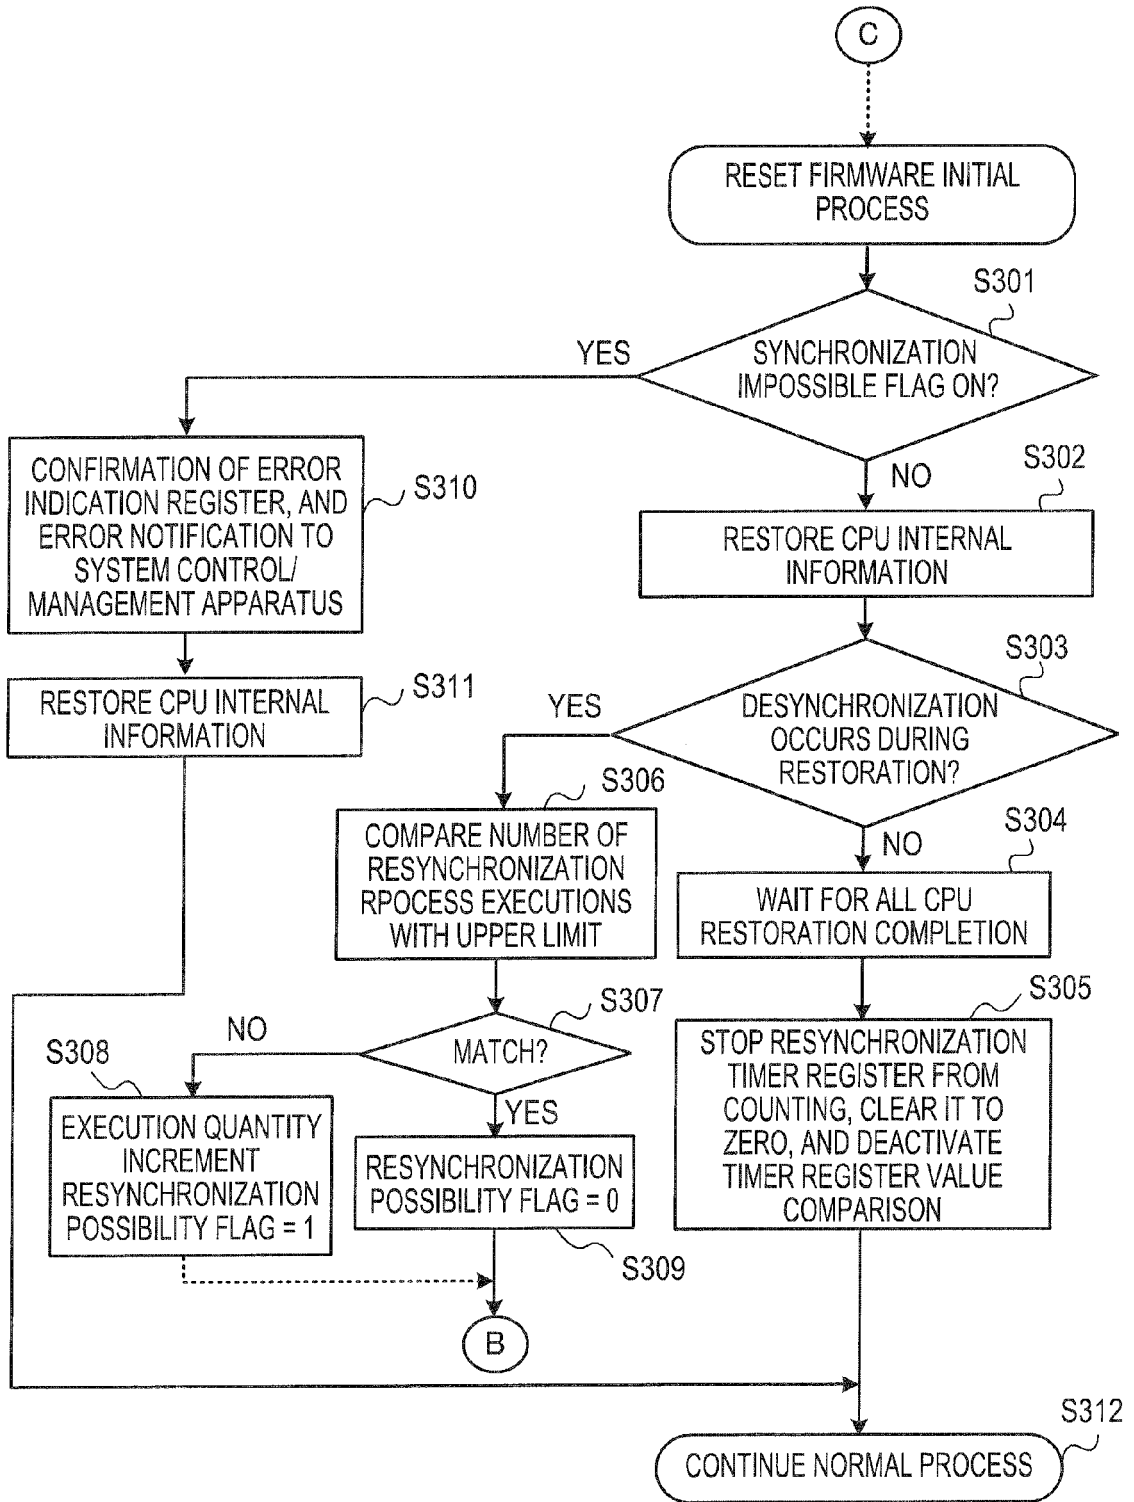 C
RESET FIRMWARE INITIAL
PROCESS
S301
YES
SYNCHRONIZATION
IMPOSSIBLE FLAG ON?
NO
S302
CONFIRMATION OF ERROR
INDICATION REGISTER, AND
ERROR NOTIFICATION TO
SYSTEM CONTROL/
MANAGEMENT APPARATUS
S310
RESTORE CPU INTERNAL
INFORMATION
S303
RESTORE CPU INTERNAL
INFORMATION
S311
YES
DESYNCHRONIZATION
OCCURS DURING
RESTORATION?
S306
NO
S304
COMPARE NUMBER OF
RESYNCHRONIZATION
RPOCESS EXECUTIONS
WITH UPPER LIMIT
WAIT FOR ALL CPU
RESTORATION COMPLETION
S305
S307
NO
MATCH?
YES
S308
EXECUTION QUANTITY
INCREMENT
RESYNCHRONIZATION
POSSIBILITY FLAG = 1
RESYNCHRONIZATION
POSSIBILITY FLAG = 0
S309
STOP RESYNCHRONIZATION
TIMER REGISTER FROM
COUNTING, CLEAR IT TO
ZERO, AND DEACTIVATE
TIMER REGISTER VALUE
COMPARISON
B
S312
CONTINUE NORMAL PROCESS